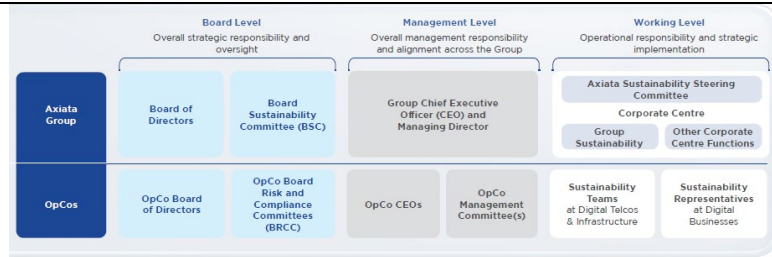 Board Level
Overall strategic responsibility and
oversight
Management Level
Overall management responsibility
and alignment across the Group
Working Level
Operational responsibility and strategic
implementation
Axiata
Group
Board of
Directors
Board
Sustainability
Committee (BSC)
Group Chief Executive
Officer (CEO) and
Managing Director
Axiata Sustainability Steering
Committee
Corporate Centre
Group
Sustainability
Other Corporate
Centre Functions
OpCos
OpCo Board
of Directors
OpCo Board
Risk and
Compliance
Committees
(BRCC)
OpCo CEOs
OpCo
Management
Committee(s)
Sustainability
Teams
at Digital Telcos
& Infrastructure
Sustainability
Representatives
at Digital
Businesses